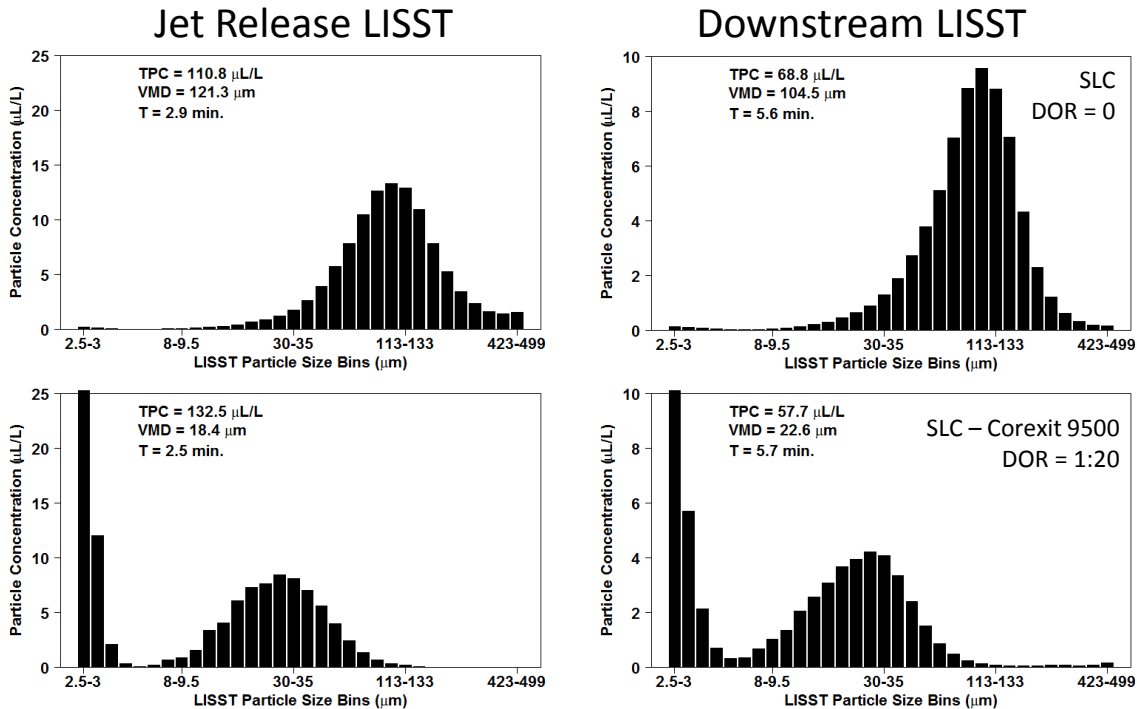 Jet Release LISST
Downstream LISST
25
20
15
10
5
0
Particle Concentration (μL/L)
TPC = 110.8 μL/L
VMD = 121.3 μm
T = 2.9 min.
2.5-3 8-9.5 30-35 113-133 423-499
LISST Particle Size Bins (μm)
10
8
6
4
2
0
Particle Concentration (μL/L)
TPC = 68.8 μL/L
VMD = 104.5 μm
T = 5.6 min.
SLC
DOR = 0
2.5-3 8-9.5 30-35 113-133 423-499
LISST Particle Size Bins (μm)
25
20
15
10
5
0
Particle Concentration (μL/L)
TPC = 132.5 μL/L
VMD = 18.4 μm
T = 2.5 min.
2.5-3 8-9.5 30-35 113-133 423-499
LISST Particle Size Bins (μm)
10
8
6
4
2
0
Particle Concentration (μL/L)
TPC = 57.7 μL/L
VMD = 22.6 μm
T = 5.7 min.
SLC – Corexit 9500
DOR = 1:20
2.5-3 8-9.5 30-35 113-133 423-499
LISST Particle Size Bins (μm)